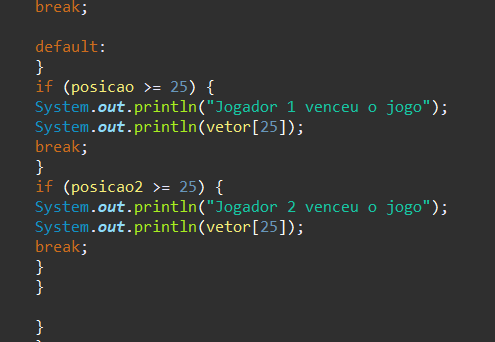 break;
default:
}
if (posicao >= 25) {
System.out.println("Jogador 1 venceu o jogo");
System.out.println(vetor[25]);
break;
}
if (posicao2 >= 25) {
System.out.println("Jogador 2 venceu o jogo");
System.out.println(vetor[25]);
break;
}
}
}
}